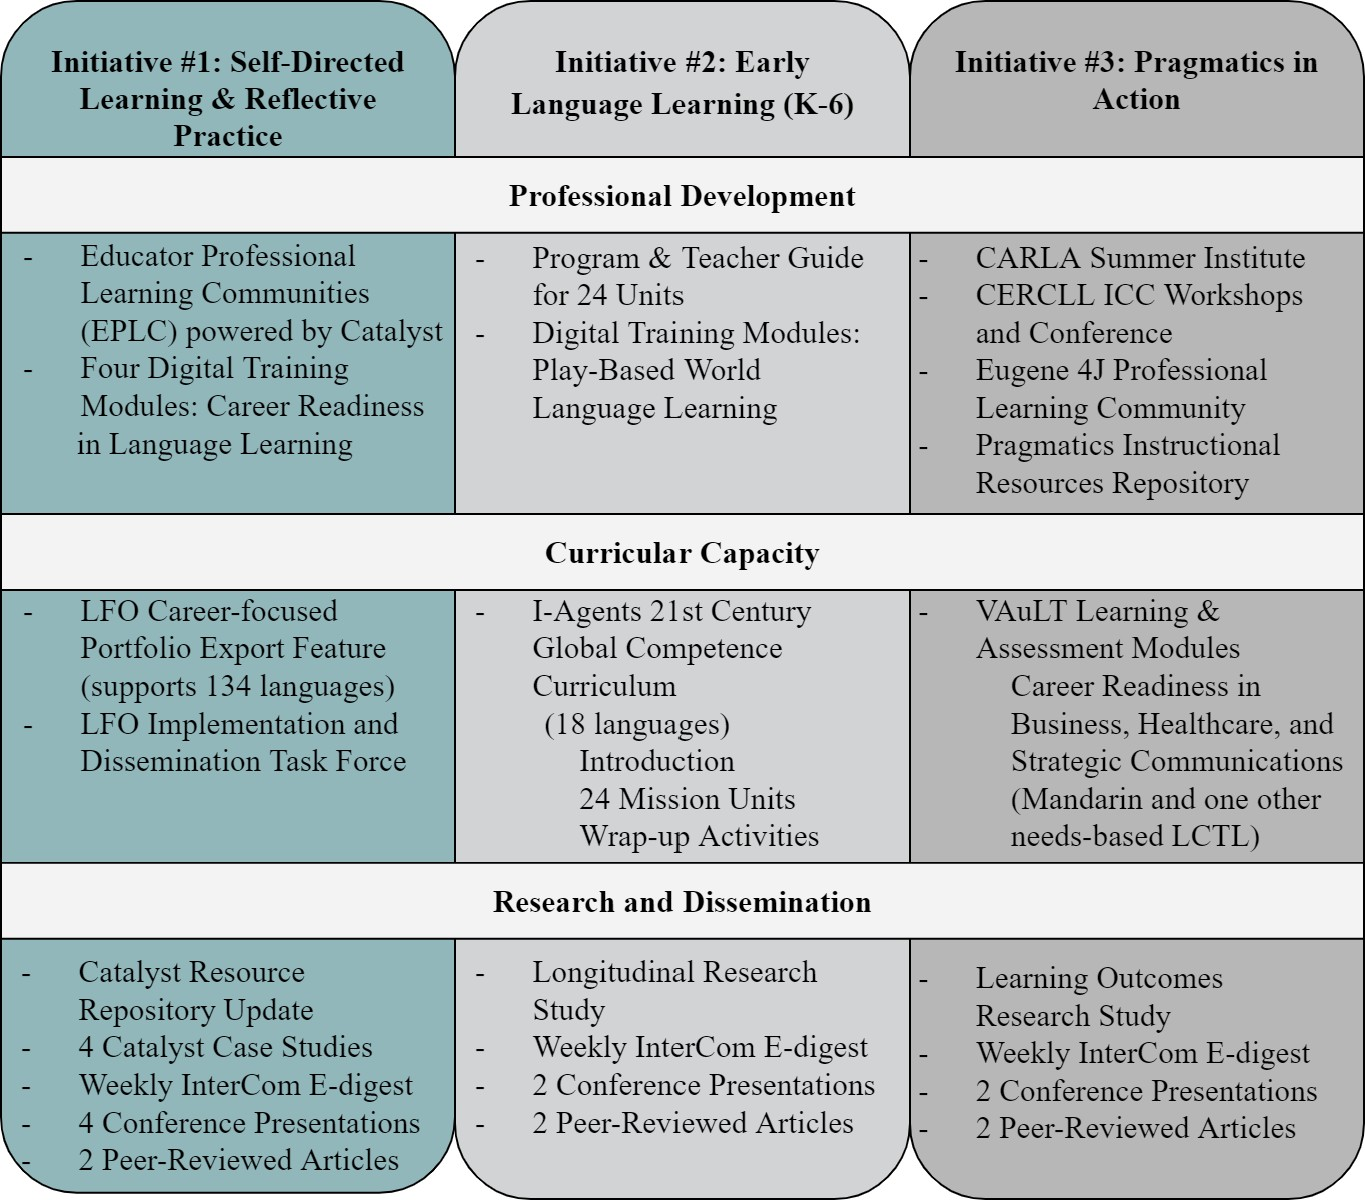 Initiative #1: Self-Directed
Learning & Reflective
Practice
Initiative #2: Early
Language Learning (K-6)
Initiative #3: Pragmatics in
Action
Professional Development
- Educator Professional
Learning Communities
(EPLC) powered by Catalyst
- Four Digital Training
Modules: Career Readiness
in Language Learning
- Program & Teacher Guide
for 24 Units
- Digital Training Modules:
Play-Based World
Language Learning
- CARLA Summer Institute
- CERCLL ICC Workshops
and Conference
- Eugene 4J Professional
Learning Community
- Pragmatics Instructional
Resources Repository
Curricular Capacity
- LFO Career-focused
Portfolio Export Feature
(supports 134 languages)
- LFO Implementation and
Dissemination Task Force
- I-Agents 21st Century
Global Competence
Curriculum
(18 languages)
Introduction
24 Mission Units
Wrap-up Activities
- VAuLT Learning &
Assessment Modules
Career Readiness in
Business, Healthcare, and
Strategic Communications
(Mandarin and one other
needs-based LCTL)
Research and Dissemination
- Catalyst Resource
Repository Update
- 4 Catalyst Case Studies
- Weekly InterCom E-digest
- 4 Conference Presentations
- 2 Peer-Reviewed Articles
- Longitudinal Research
Study
- Weekly InterCom E-digest
- 2 Conference Presentations
- 2 Peer-Reviewed Articles
- Learning Outcomes
Research Study
- Weekly InterCom E-digest
- 2 Conference Presentations
- 2 Peer-Reviewed Articles